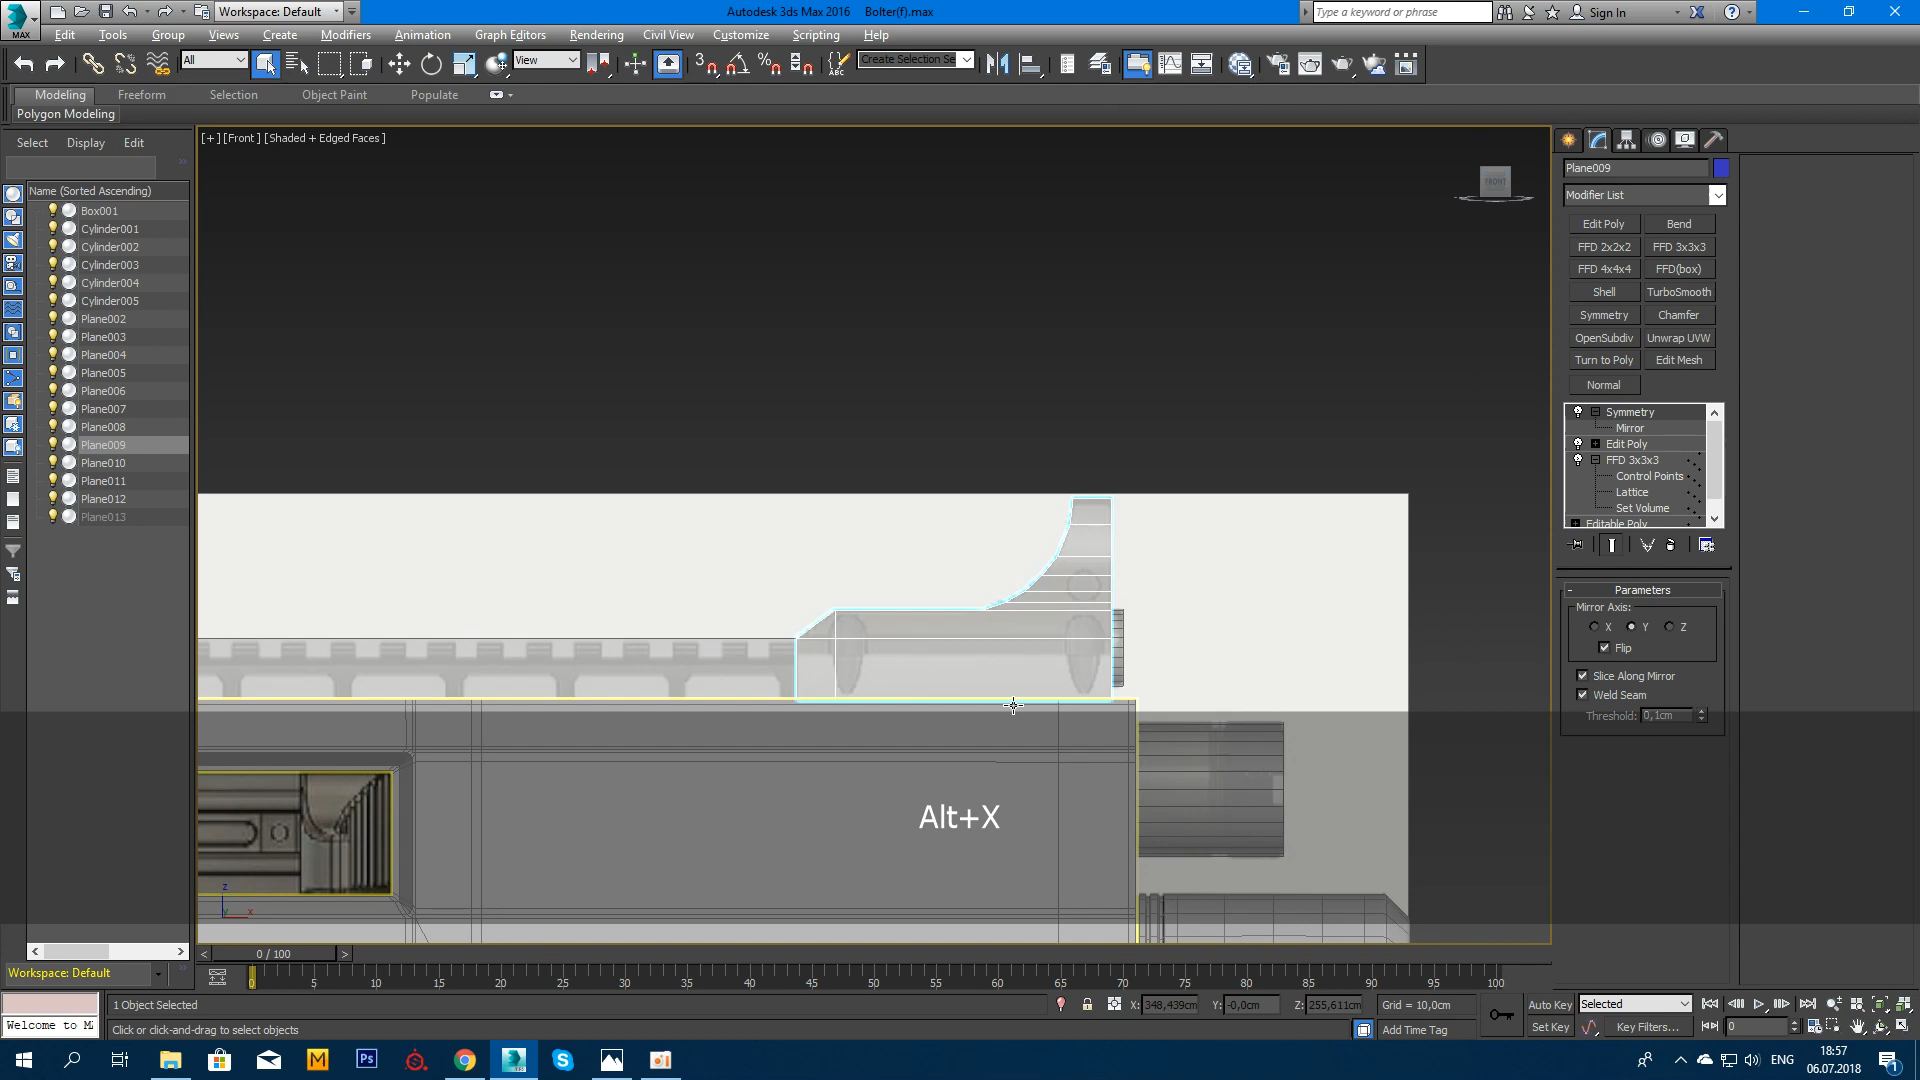 Workspace: Default
Autodesk 3ds Max 2016    Bolter(f).max
Type a keyword or phrase
Sign In
MAX
Edit Tools Group Views Create Modifiers Animation Graph Editors Rendering Civil View Customize Scripting Help
All
View
Create Selection Se
Modeling Freeform Selection Object Paint Populate
Polygon Modeling
Select Display Edit
Name (Sorted Ascending)
Box001
Cylinder001
Cylinder002
Cylinder003
Cylinder004
Cylinder005
Plane002
Plane003
Plane004
Plane005
Plane006
Plane007
Plane008
Plane009
Plane010
Plane011
Plane012
Plane013
[+] [Front] [Shaded + Edged Faces]
FRONT
Alt+X
z
x
Plane009
Modifier List
Edit Poly Bend
FFD 2x2x2 FFD 3x3x3
FFD 4x4x4 FFD(box)
Shell TurboSmooth
Symmetry Chamfer
OpenSubdiv Unwrap UVW
Turn to Poly Edit Mesh
Normal
Symmetry
Mirror
Edit Poly
FFD 3x3x3
Control Points
Lattice
Set Volume
Editable Poly
- Parameters
Mirror Axis:
X Y Z
Flip
Slice Along Mirror
Weld Seam
Threshold: 0,1cm
< 0 / 100 >
Workspace: Default
0 5 10 15 20 25 30 35 40 45 50 55 60 65 70 75 80 85 90 95 100
1 Object Selected
X: 348,439cm Y: -0,0cm Z: 255,611cm Grid = 10,0cm
Auto Key Selected
Welcome to M
Click or click-and-drag to select objects
Add Time Tag
Set Key Key Filters...
0
ENG
18:57
06.07.2018
1